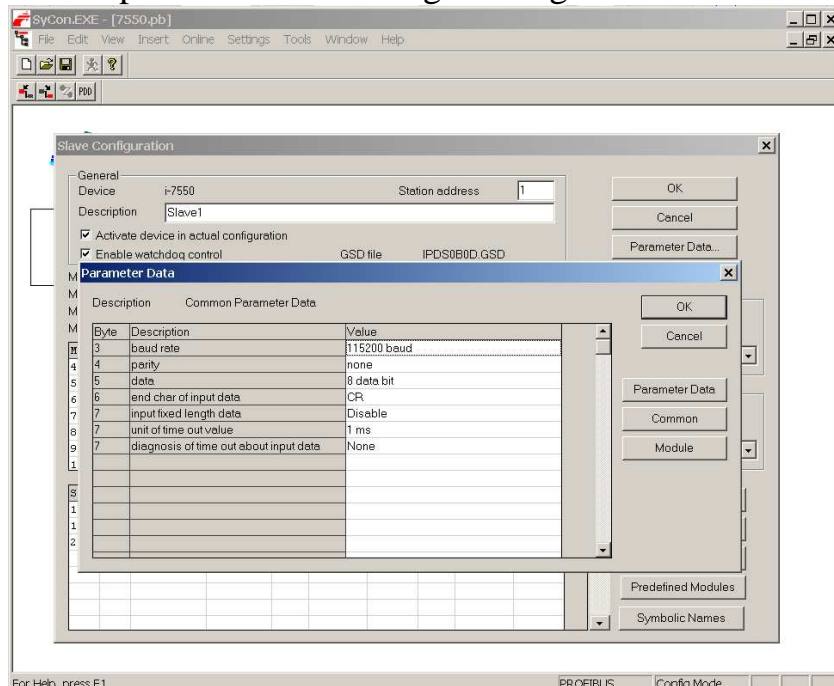 SyCon.EXE - [7550.pb]
File Edit View Insert Online Settings Tools Window Help
PDD
Slave Configuration
General
Device i-7550 Station address 1
OK
Description Slave1
Cancel
Activate device in actual configuration
Parameter Data...
Enable watchdog control GSD file IPDS0B0D.GSD
Parameter Data
Description Common Parameter Data
OK
Cancel
Byte Description Value
3 baud rate 115200 baud
4 parity none
5 data 8 data bit
6 end char of input data CR
7 input fixed length data Disable
7 unit of time out value 1 ms
7 diagnosis of time out about input data None
Parameter Data
Common
Module
Predefined Modules
Symbolic Names
For Help, press F1 PROFIBUS Config Mode